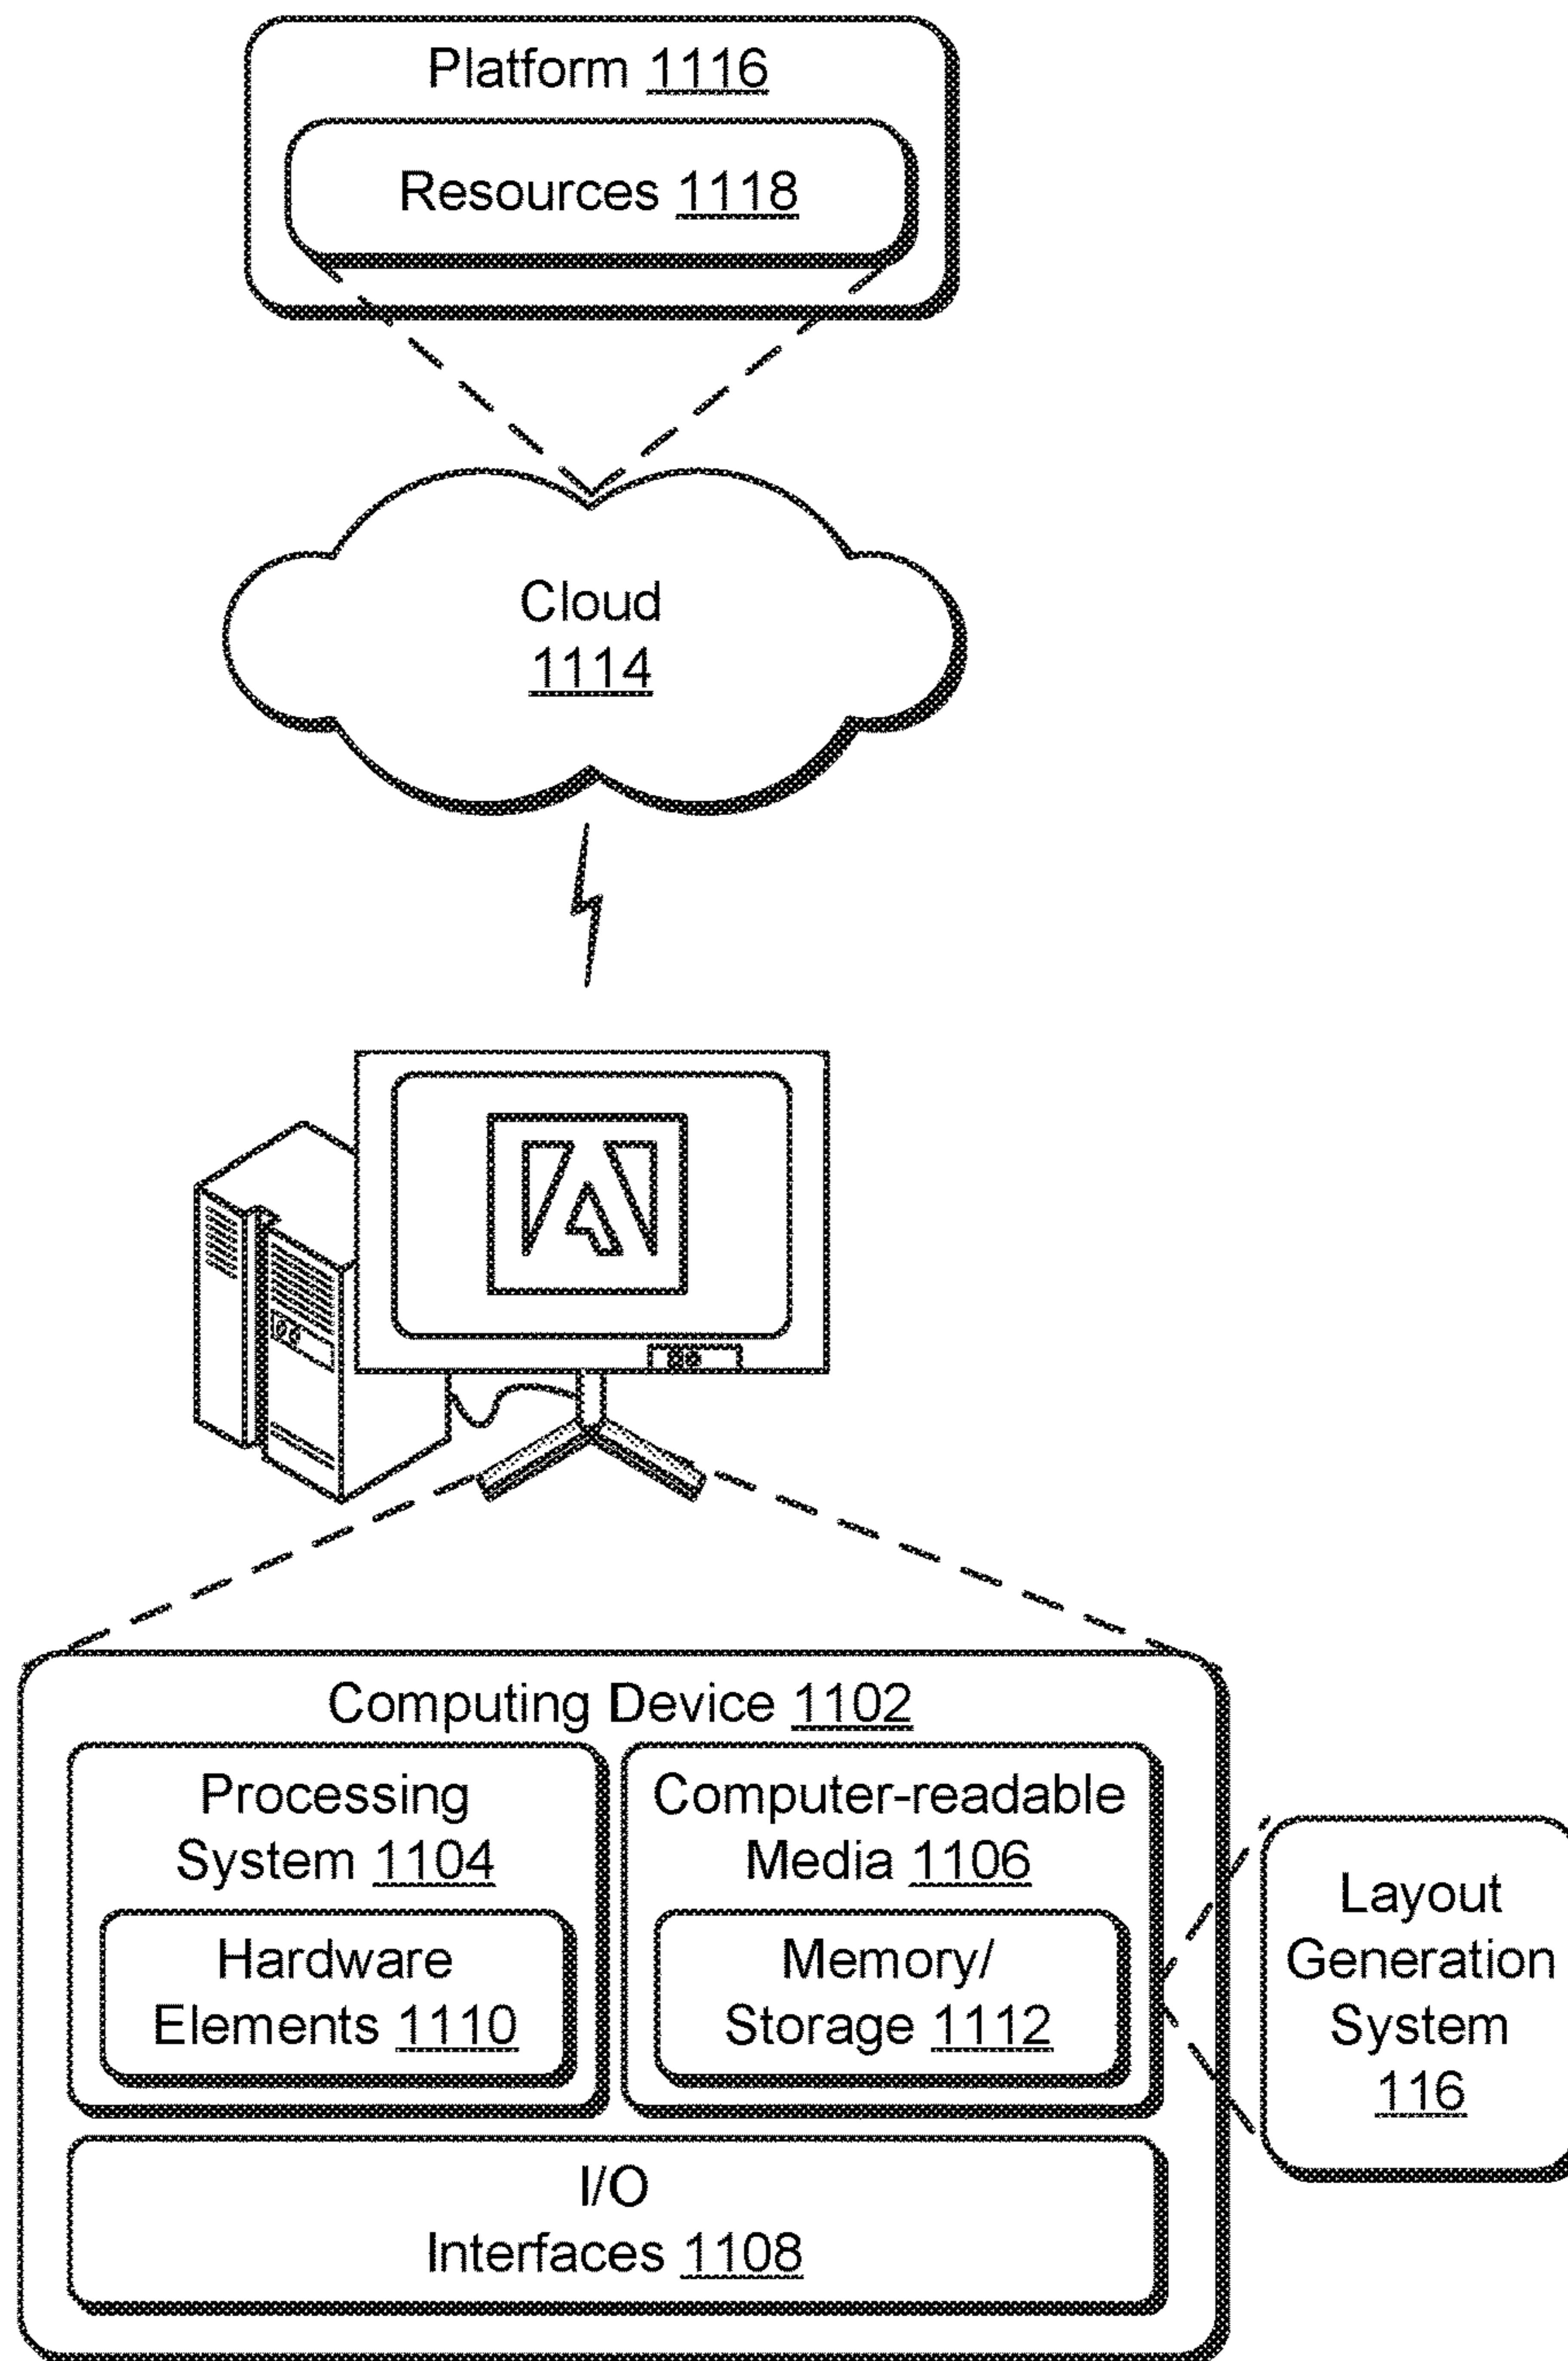 Platform 1116
Resources 1118
Cloud
1114
Computing Device 1102
Processing
System 1104
Hardware
Elements 1110
Computer-readable
Media 1106
Memory/
Storage 1112
I/O
Interfaces 1108
Layout
Generation
System
116